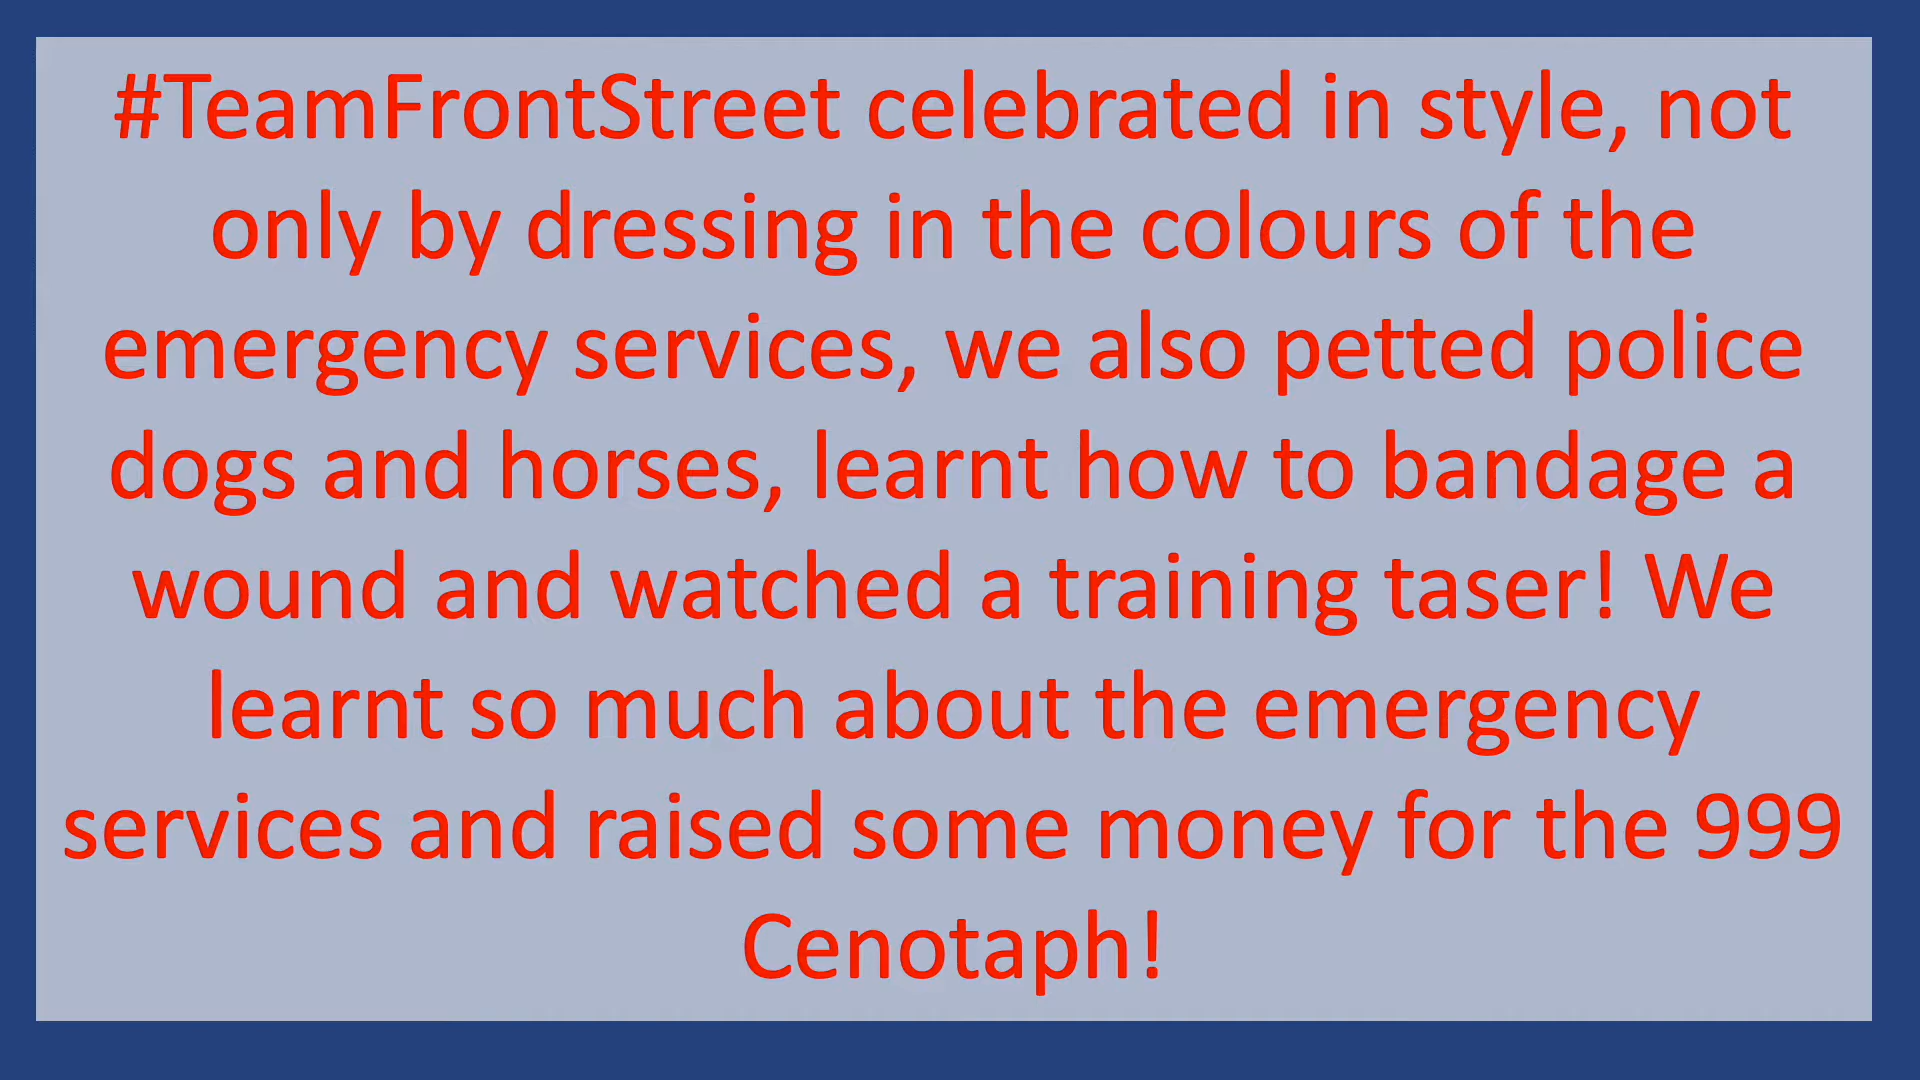 #TeamFrontStreet celebrated in style, not
only by dressing in the colours of the
emergency services, we also petted police
dogs and horses, learnt how to bandage a
wound and watched a training taser! We
learnt so much about the emergency
services and raised some money for the 999
Cenotaph!